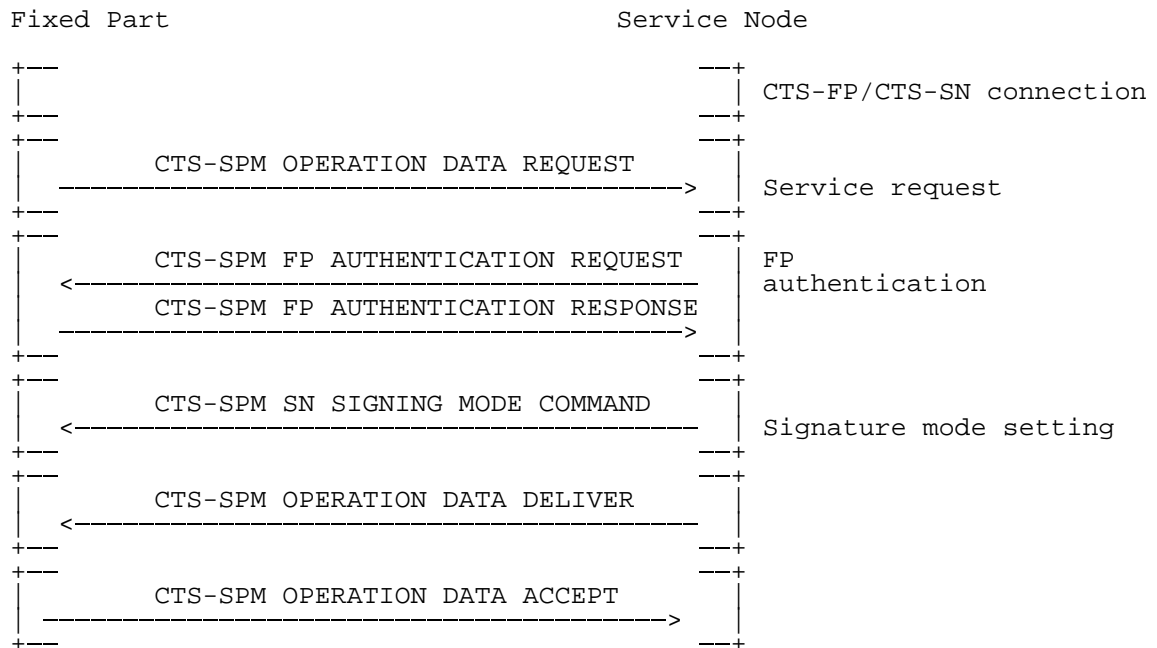 Fixed Part Service Node
CTS-FP/CTS-SN connection
CTS-SPM OPERATION DATA REQUEST
Service request
CTS-SPM FP AUTHENTICATION REQUEST FP
authentication
CTS-SPM FP AUTHENTICATION RESPONSE
CTS-SPM SN SIGNING MODE COMMAND
Signature mode setting
CTS-SPM OPERATION DATA DELIVER
CTS-SPM OPERATION DATA ACCEPT